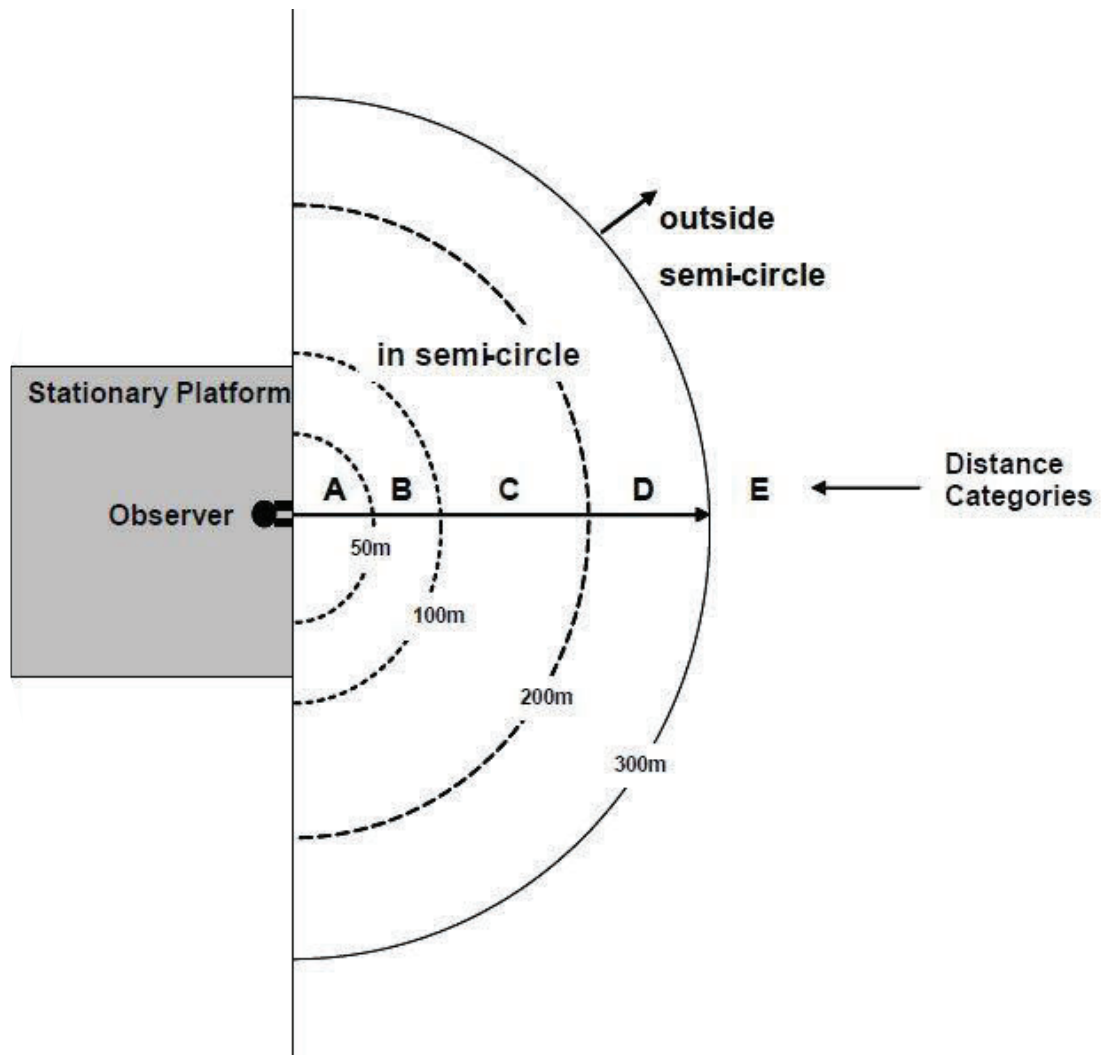 outside
semi-circle
in semi-circle
Stationary Platform
A B C D E
Distance
Categories
Observer
50m
100m
200m
300m